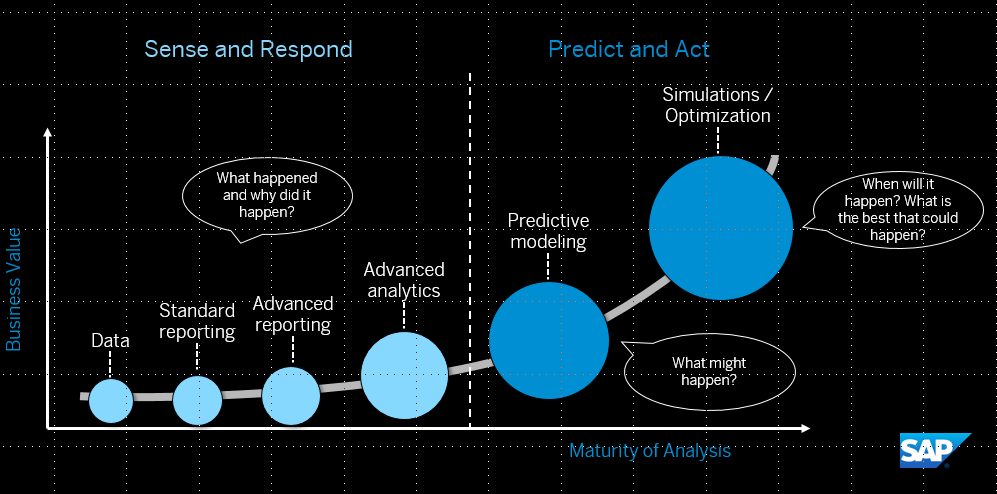 Sense and Respond
Predict and Act
Simulations /
Optimization
What happened
and why did it
happen?
When will it
happen? What is
the best that could
happen?
Predictive
modeling
Advanced
analytics
Advanced
reporting
Standard
reporting
Data
What might
happen?
Business Value
Maturity of Analysis
SAP